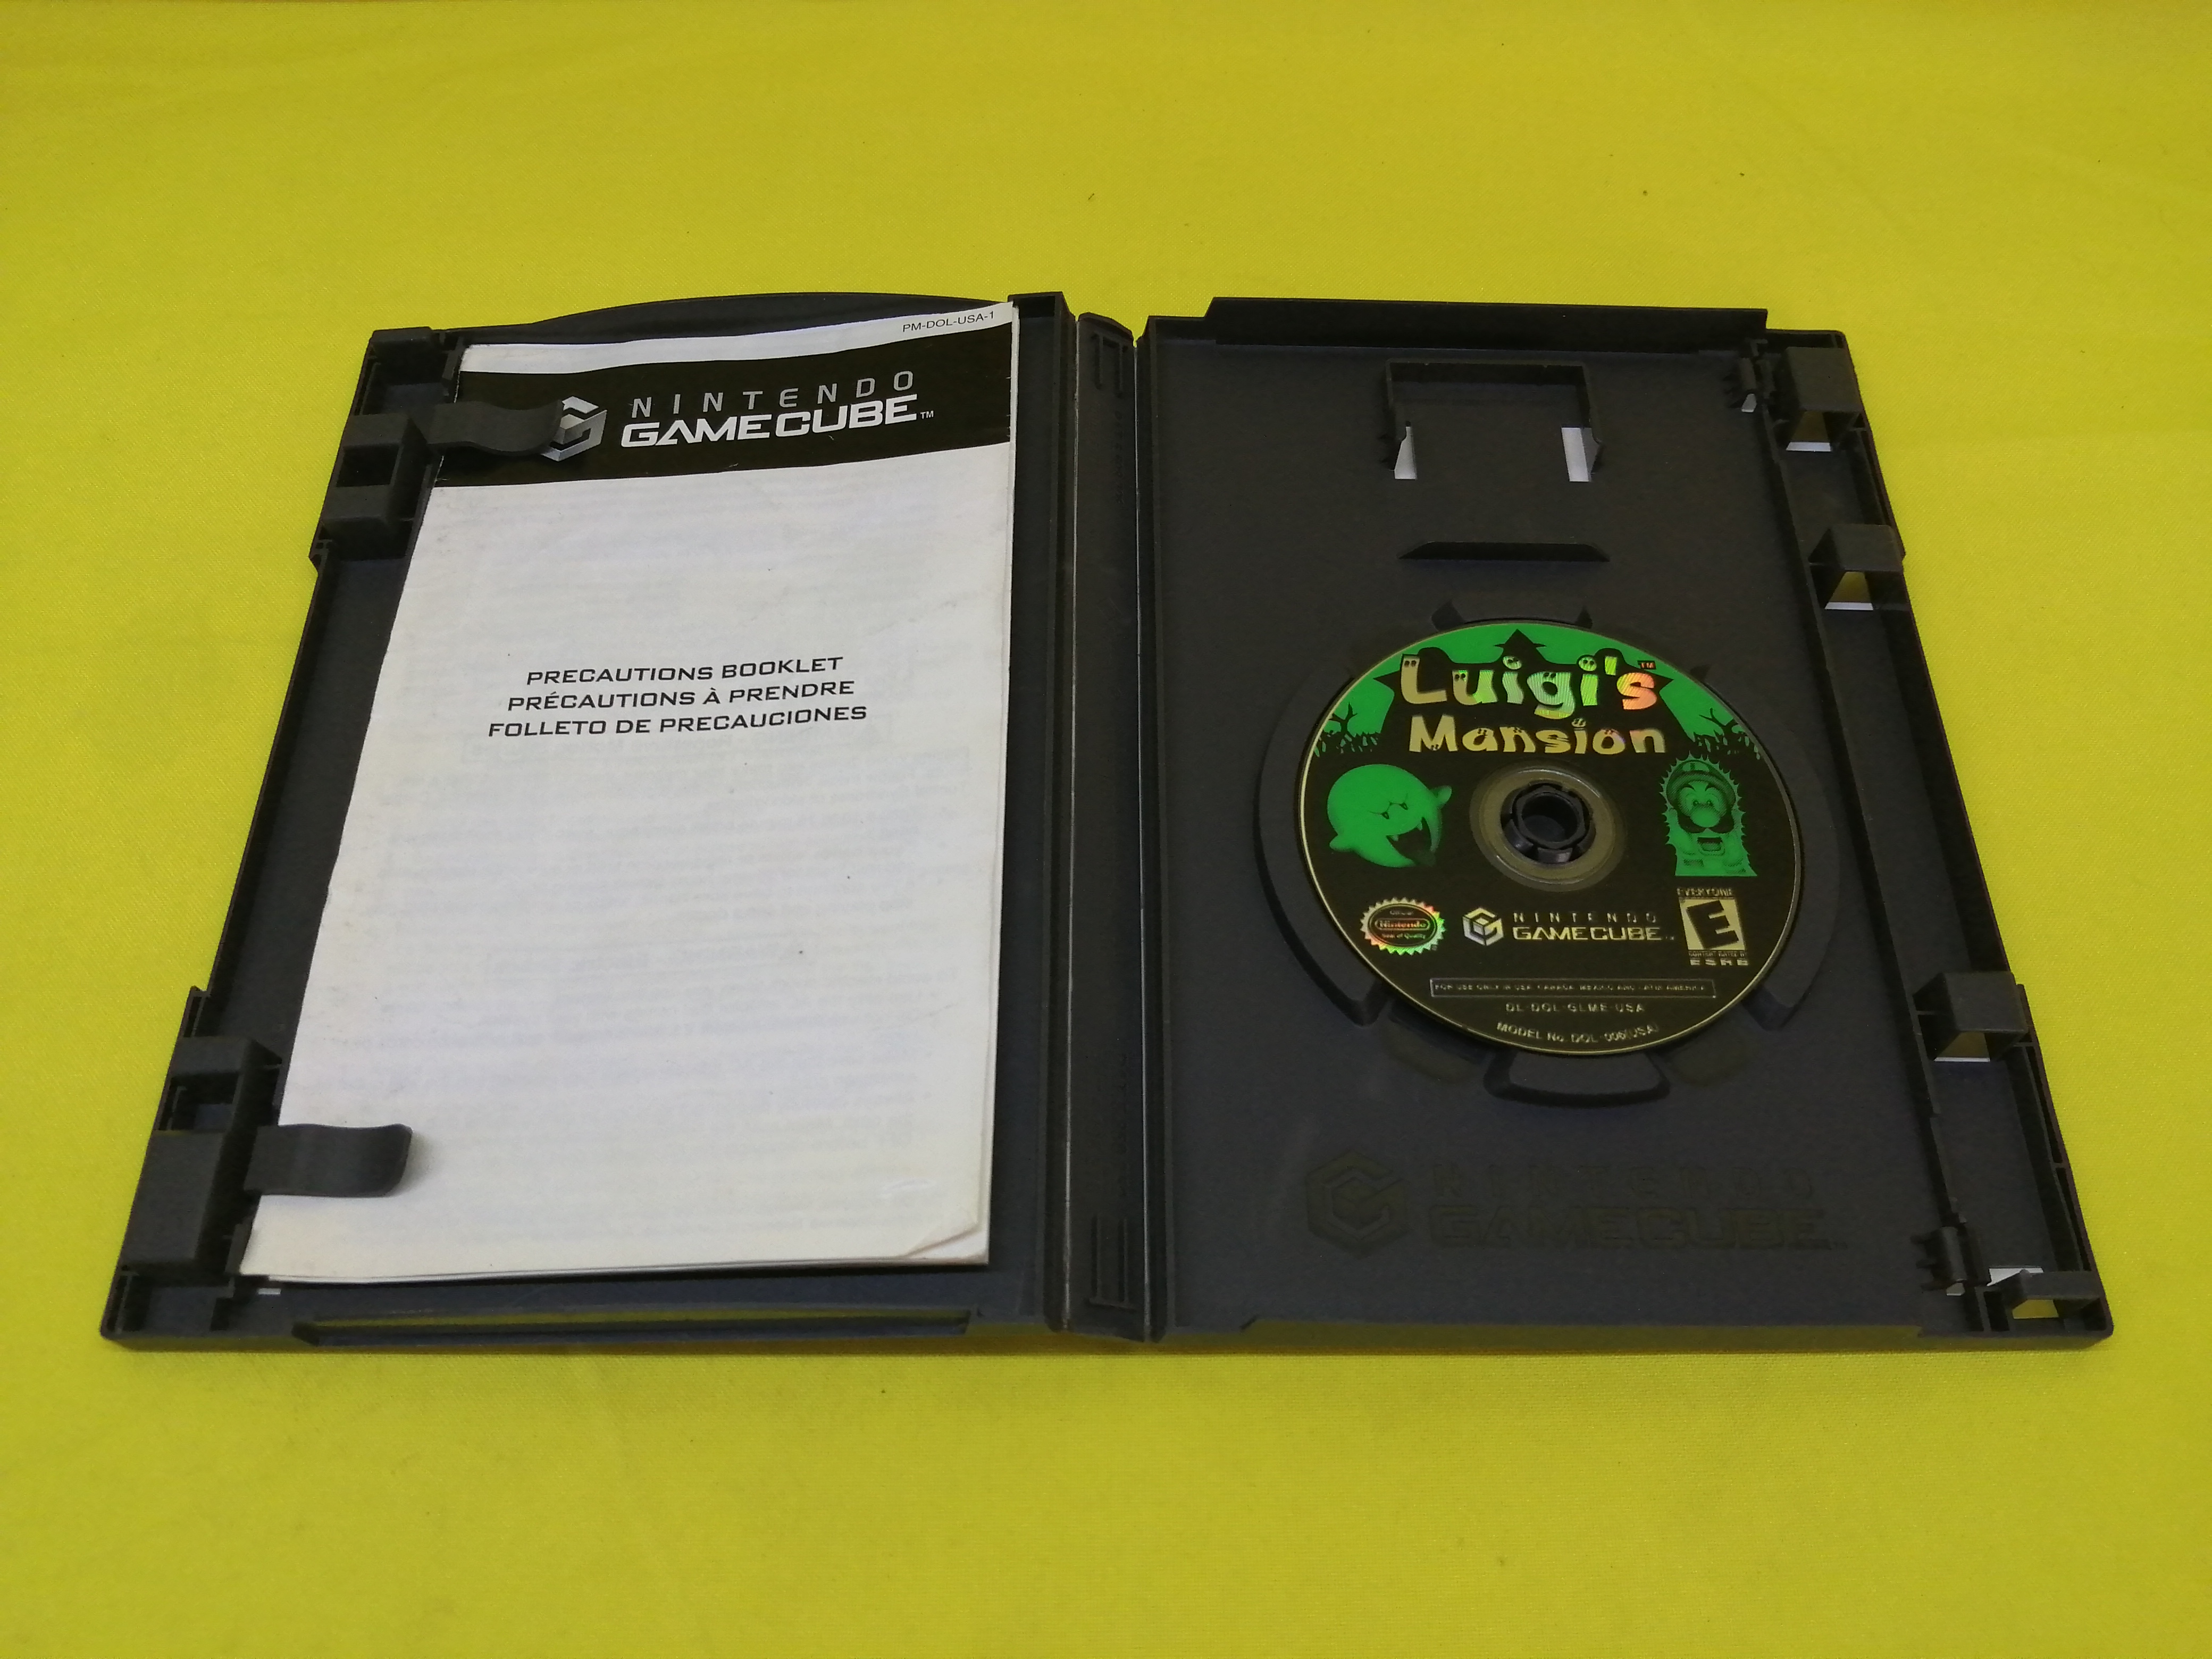 PM-DOL-USA-1
NINTENDO
GAMECUBE™
PRECAUTIONS BOOKLET
PRÉCAUTIONS À PRENDRE
FOLLETO DE PRECAUCIONES
Luigi's™
Mansion
EVERYONE
E
CONTENT RATED BY
ESRB
Official
Nintendo
Seal of Quality
NINTENDO
GAMECUBE™
FOR USE ONLY IN USA, CANADA, MEXICO AND LATIN AMERICA
DL-DOL-GLME-USA
MODEL No. DOL-006(USA)
NINTENDO
GAMECUBE™